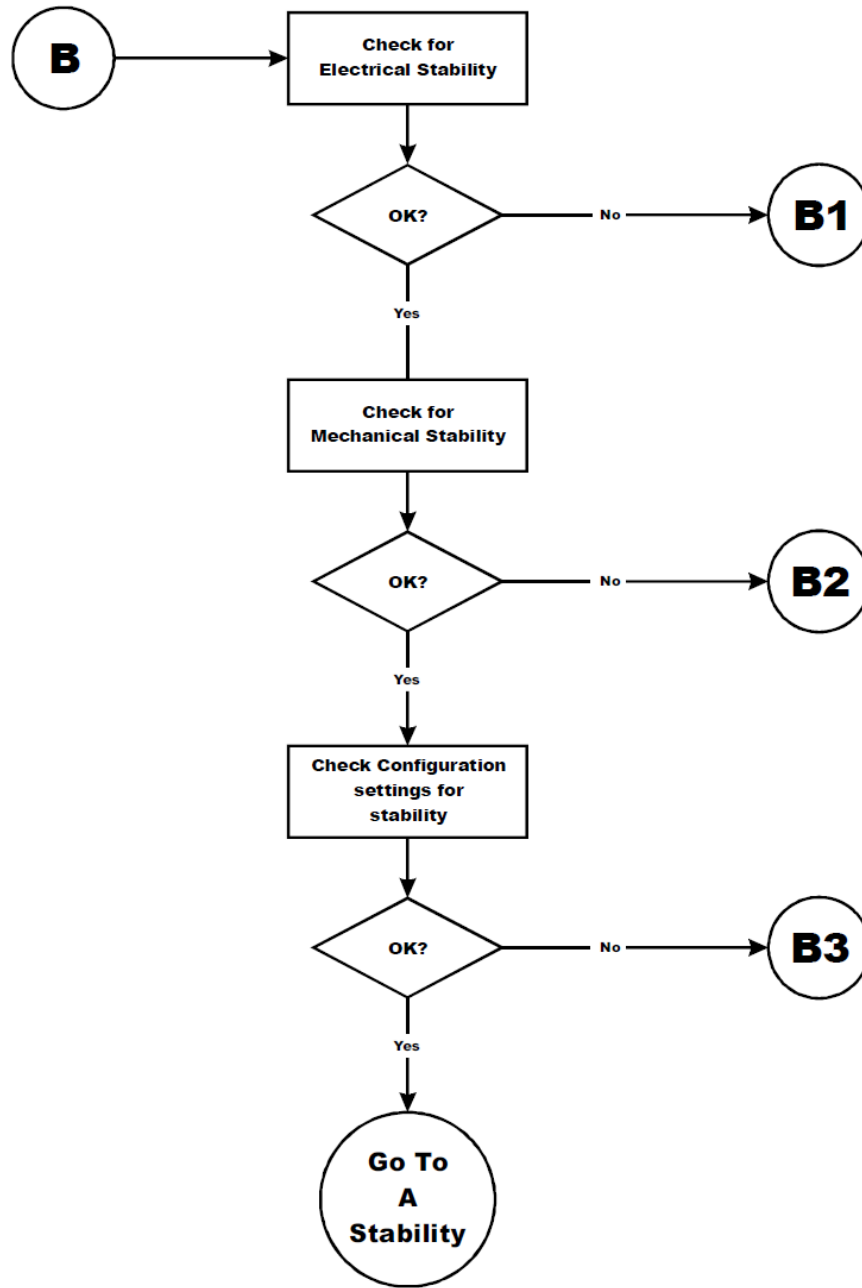 B
Check for
Electrical Stability
OK?
No
B1
Yes
Check for
Mechanical Stability
OK?
No
B2
Yes
Check Configuration
settings for
stability
OK?
No
B3
Yes
Go To
A
Stability